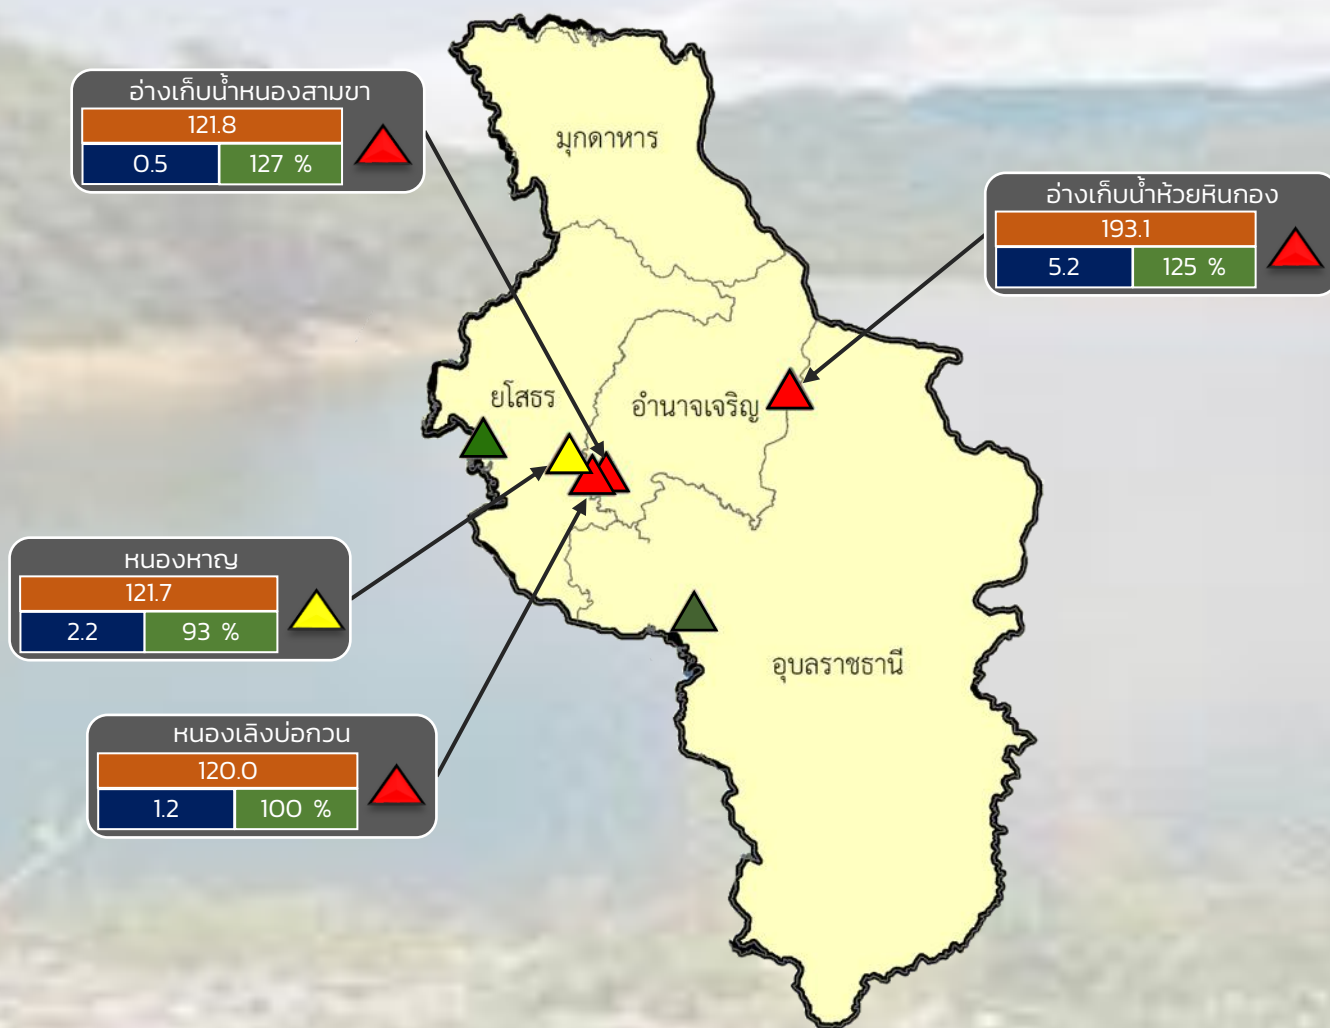 อ่างเก็บน้ำหนองสามขา
121.8
0.5 127 %
มุกดาหาร
อ่างเก็บน้ำห้วยหินกอง
193.1
5.2 125 %
ยโสธร
อำนาจเจริญ
หนองหาญ
121.7
2.2 93 %
อุบลราชธานี
หนองเลิงบ่อกวน
120.0
1.2 100 %